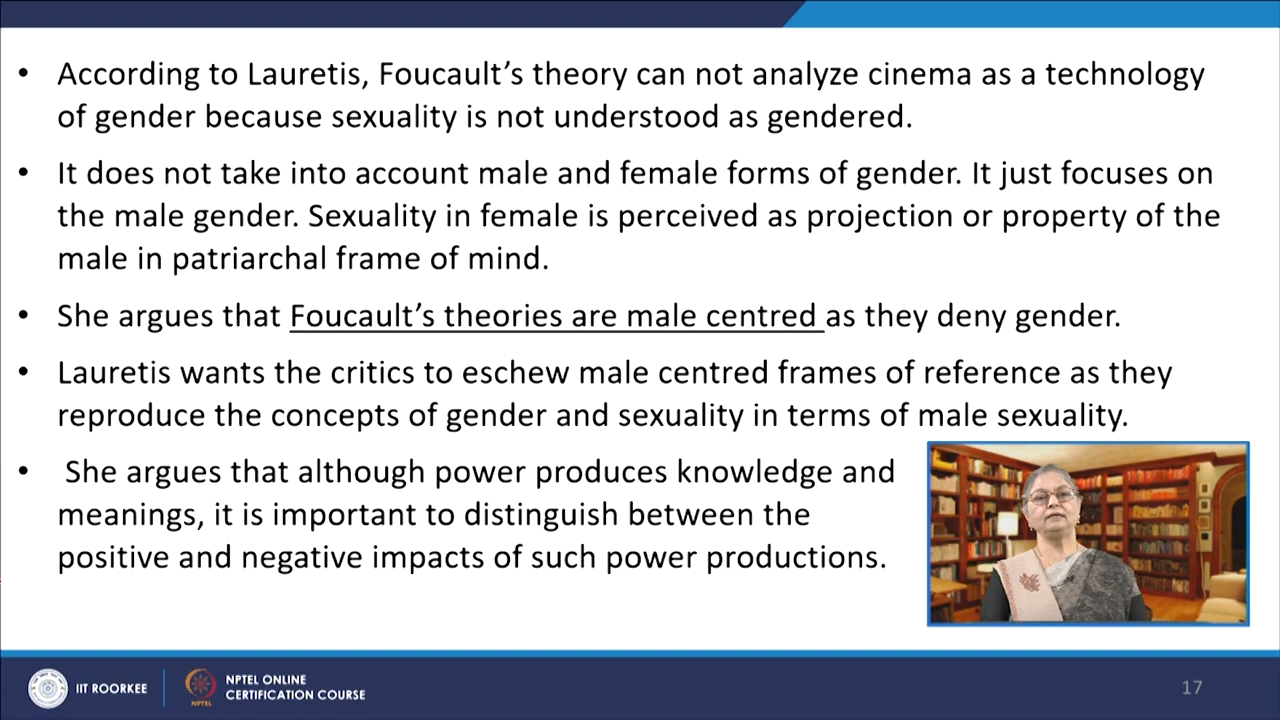 • According to Lauretis, Foucault’s theory can not analyze cinema as a technology
of gender because sexuality is not understood as gendered.
• It does not take into account male and female forms of gender. It just focuses on
the male gender. Sexuality in female is perceived as projection or property of the
male in patriarchal frame of mind.
• She argues that Foucault’s theories are male centred as they deny gender.
• Lauretis wants the critics to eschew male centred frames of reference as they
reproduce the concepts of gender and sexuality in terms of male sexuality.
• She argues that although power produces knowledge and
meanings, it is important to distinguish between the
positive and negative impacts of such power productions.
IIT ROORKEE
NPTEL
NPTEL ONLINE
CERTIFICATION COURSE
17